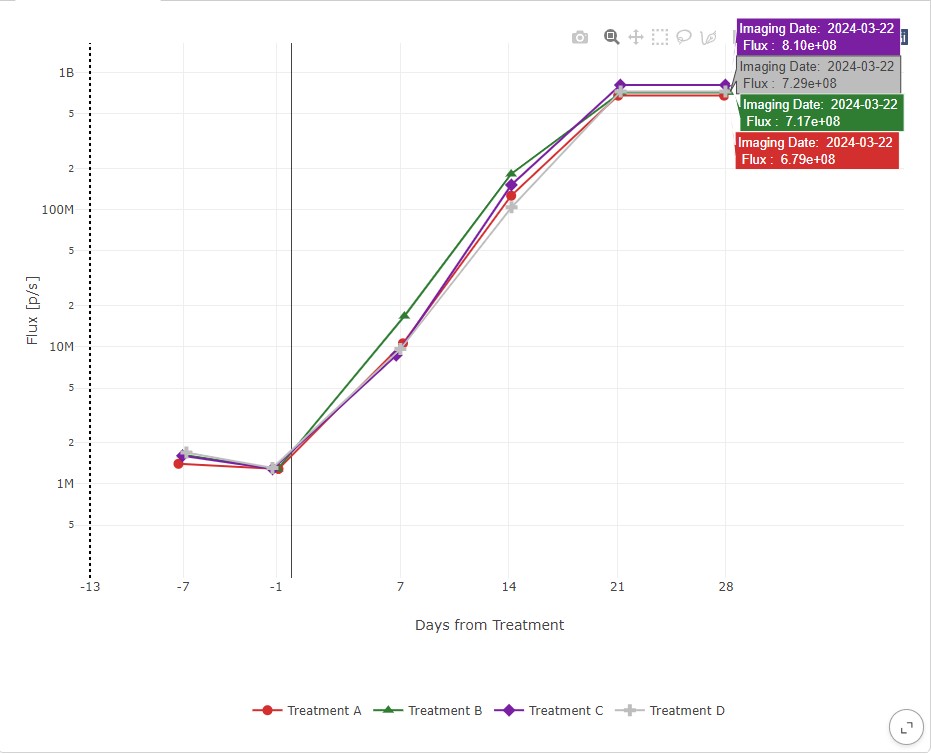 Imaging Date: 2024-03-22
Flux : 8.10e+08
Imaging Date: 2024-03-22
Flux : 7.29e+08
Imaging Date: 2024-03-22
Flux : 7.17e+08
Imaging Date: 2024-03-22
Flux : 6.79e+08
1B
5
2
100M
5
2
10M
5
2
1M
5
Flux [p/s]
-13 -7 -1 7 14 21 28
Days from Treatment
Treatment A Treatment B Treatment C Treatment D